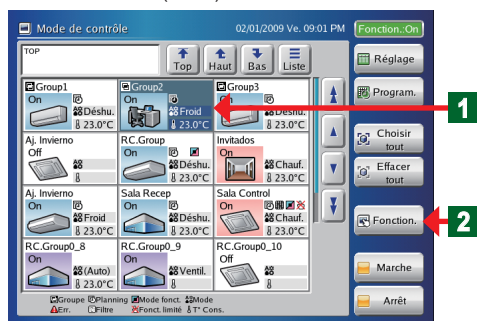 Mode de contrôle
02/01/2009 Ve. 09:01 PM
Fonction.:On
TOP
Top
Haut
Bas
Liste
Réglage
Program.
Choisir
tout
Effacer
tout
Fonction.
Marche
Arrêt
Group1
On
Déshu.
23.0°C
Group2
On
Froid
23.0°C
Group3
On
Déshu.
23.0°C
Aj. Invierno
Off
RC.Group
On
Déshu.
23.0°C
Invitados
On
Chauf.
23.0°C
Aj. Invierno
On
Froid
23.0°C
Sala Recep
On
Déshu.
23.0°C
Sala Control
On
Chauf.
23.0°C
RC.Group0_8
On
(Auto)
23.0°C
RC.Group0_9
On
Ventil.
RC.Group0_10
Off
Groupe Planning Mode fonct. Mode
Err. Filtre Fonct. limité T° Cons.
1
2